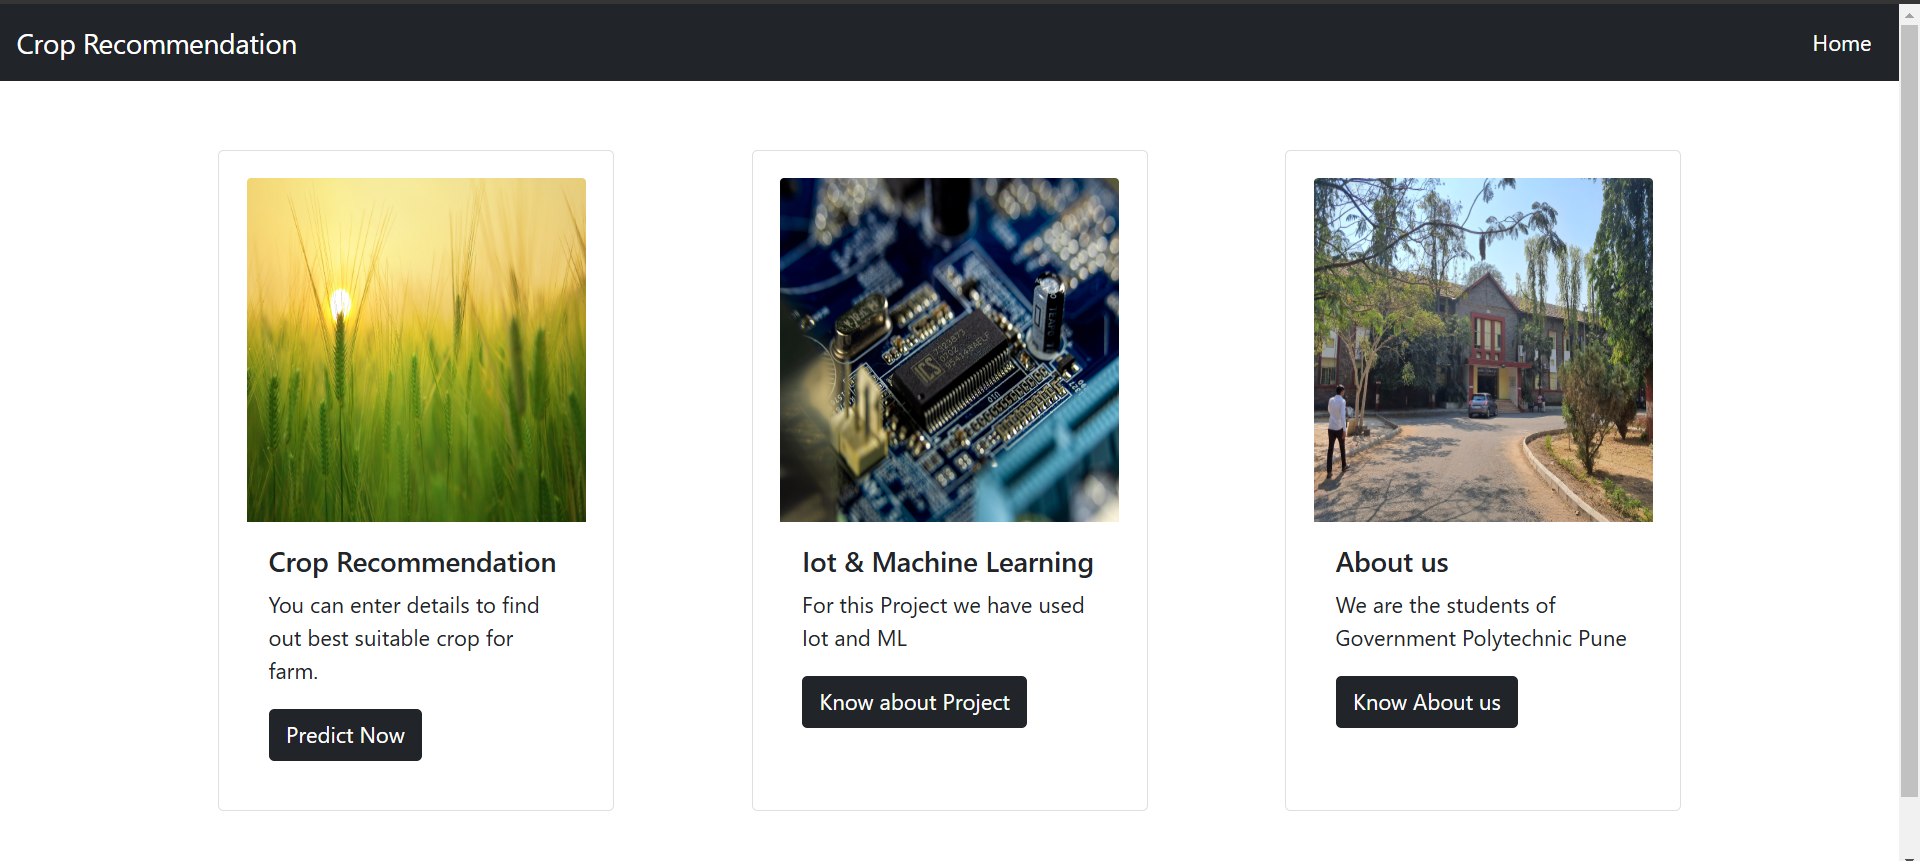 Crop Recommendation
Home
Crop Recommendation
You can enter details to find
out best suitable crop for
farm.
Predict Now
ICS
Iot & Machine Learning
For this Project we have used
Iot and ML
Know about Project
About us
We are the students of
Government Polytechnic Pune
Know About us